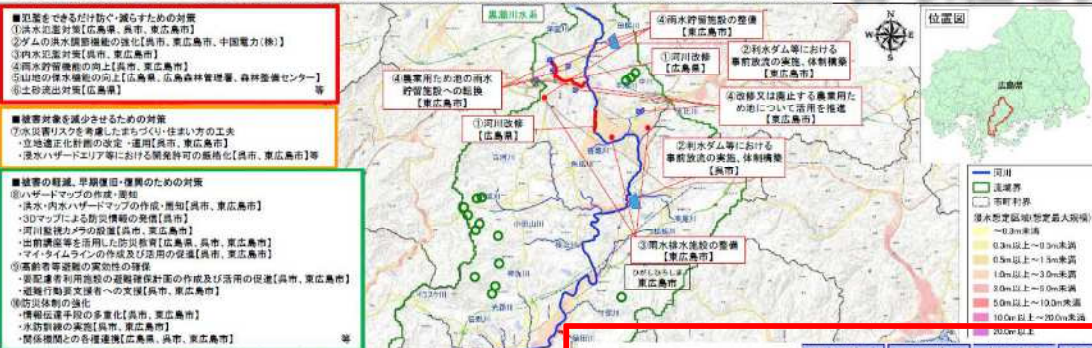 ■氾濫をできるだけ防ぐ・減らすための対策
①洪水氾濫対策【広島県、呉市、東広島市】
②ダムの洪水調節機能の強化【呉市、東広島市、中国電力(株)】
③内水氾濫対策【呉市、東広島市】
④雨水貯留機能の向上【呉市、東広島市】
⑤山地の保水機能の向上【広島県、広島森林管理署、森林整備センター】
⑥土砂流出対策【広島県】 等
■被害対象を減少させるための対策
⑦水災害リスクを考慮したまちづくり・住まい方の工夫
・立地適正化計画の改定・運用【呉市、東広島市】
・浸水ハザードエリア等における開発許可の厳格化【呉市、東広島市】等
■被害の軽減、早期復旧・復興のための対策
⑧ハザードマップの作成・周知
・洪水・内水ハザードマップの作成・周知【呉市、東広島市】
・3Dマップによる防災情報の発信【呉市】
・河川監視カメラの設置【呉市、東広島市】
・出前講座等を活用した防災教育【広島県、呉市、東広島市】
・マイ・タイムラインの作成及び活用の促進【呉市、東広島市】
⑨高齢者等避難の実効性の確保
・要配慮者利用施設の避難確保計画の作成及び活用の促進【呉市、東広島市】
・避難行動要支援者への支援【呉市、東広島市】
⑩防災体制の強化
・情報伝達手段の多重化【呉市、東広島市】
・水防訓練の実施【呉市、東広島市】
・関係機関との各種連携【広島県、呉市、東広島市】 等
黒瀬川水系
④雨水貯留施設の整備
【東広島市】
①河川改修
【広島県】
②利水ダム等における
事前放流の実施、体制構築
【東広島市】
④農業用ため池の雨水
貯留施設への転換
【東広島市】
④改修又は廃止する農業用た
め池について活用を推進
【東広島市】
①河川改修
【広島県】
②利水ダム等における
事前放流の実施、体制構築
【呉市】
③雨水排水施設の整備
【東広島市】
ひがしひろしま
東広島市
位置図
広島県
河川
流域界
市町村界
浸水想定区域(想定最大規模)
～0.3m未満
0.3m以上～0.5m未満
0.5m以上～1.0m未満
1.0m以上～3.0m未満
3.0m以上～5.0m未満
5.0m以上～10.0m未満
10.0m以上～20.0m未満
20.0m以上